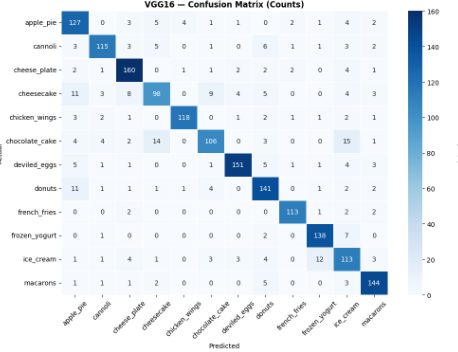 VGG16 — Confusion Matrix (Counts)
apple_pie 127 0 3 5 4 1 1 0 2 1 4 2
cannoli 3 115 3 5 0 1 0 6 1 1 3 2
cheese_plate 2 1 160 0 1 1 2 2 2 0 4 1
cheesecake 11 3 8 98 0 9 4 5 0 0 4 3
chicken_wings 3 2 1 0 118 0 3 2 1 1 2 1
chocolate_cake 4 4 2 14 0 106 3 2 0 0 15 1
deviled_eggs 5 1 1 0 0 1 151 5 1 1 4 3
donuts 11 0 1 1 1 4 0 141 0 1 2 2
french_fries 0 0 2 0 0 0 0 0 113 1 2 2
frozen_yogurt 0 1 0 0 0 0 0 2 0 138 7 0
ice_cream 1 1 4 1 0 3 3 4 0 12 113 3
macarons 1 1 1 2 0 0 0 5 0 0 3 144
apple_pie cannoli cheese_plate cheesecake chicken_wings chocolate_cake deviled_eggs donuts french_fries frozen_yogurt ice_cream macarons
Predicted
160
140
120
100
80
60
40
20
0